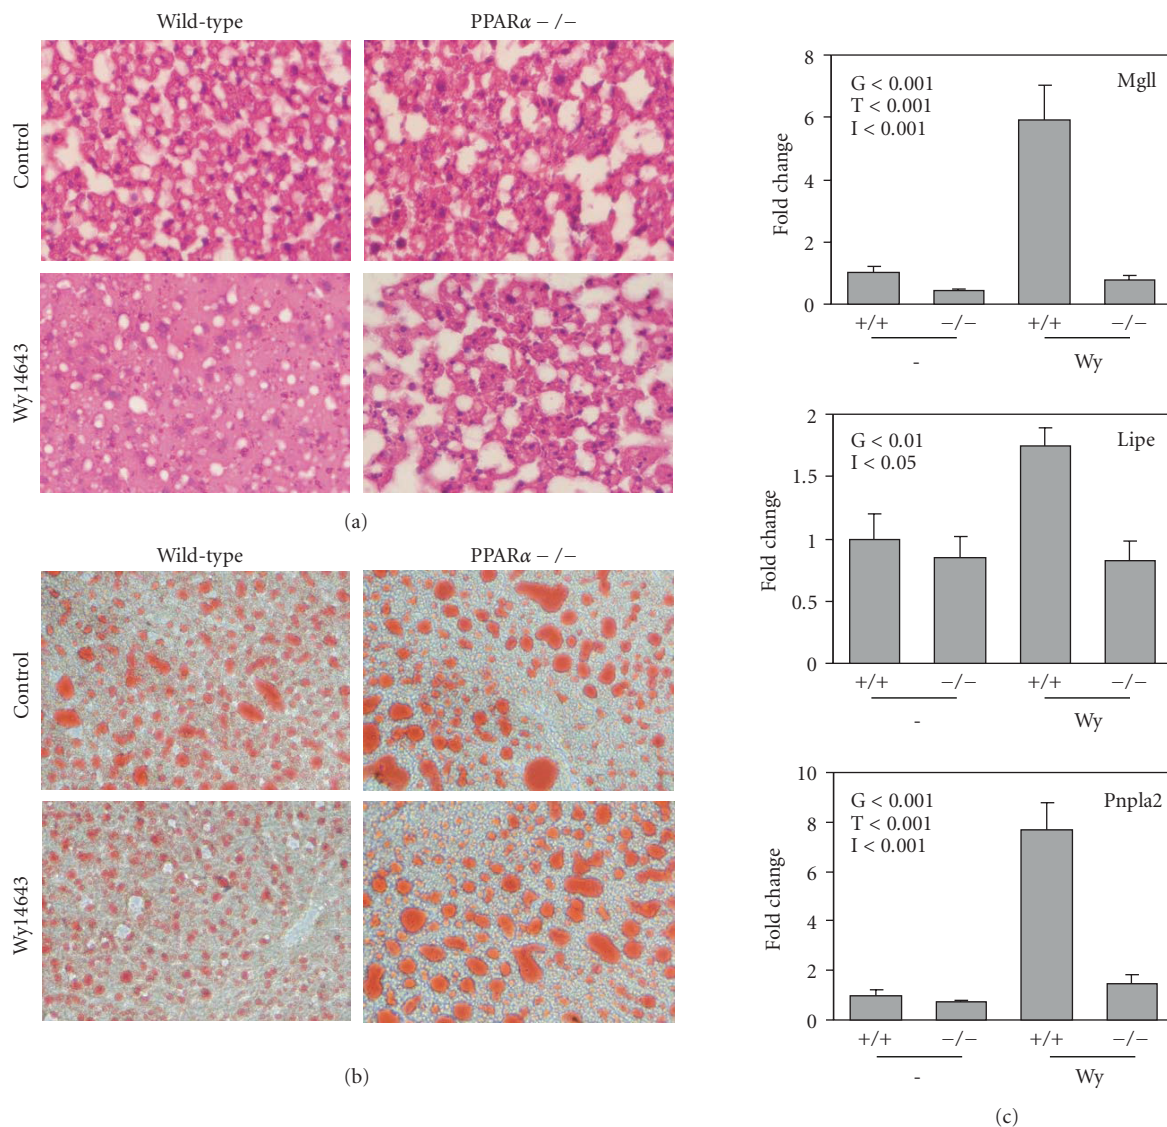 Wild-type
PPARα −/−
Control
Wy14643
(a)
Wild-type
PPARα −/−
Control
Wy14643
(b)
8
6
4
2
0
Fold change
G < 0.001
T < 0.001
I < 0.001
Mgll
+/+
−/−
+/+
−/−
-
Wy
2
1.5
1
0.5
0
Fold change
G < 0.01
I < 0.05
Lipe
+/+
−/−
+/+
−/−
-
Wy
10
8
6
4
2
0
Fold change
G < 0.001
T < 0.001
I < 0.001
Pnpla2
+/+
−/−
+/+
−/−
-
Wy
(c)